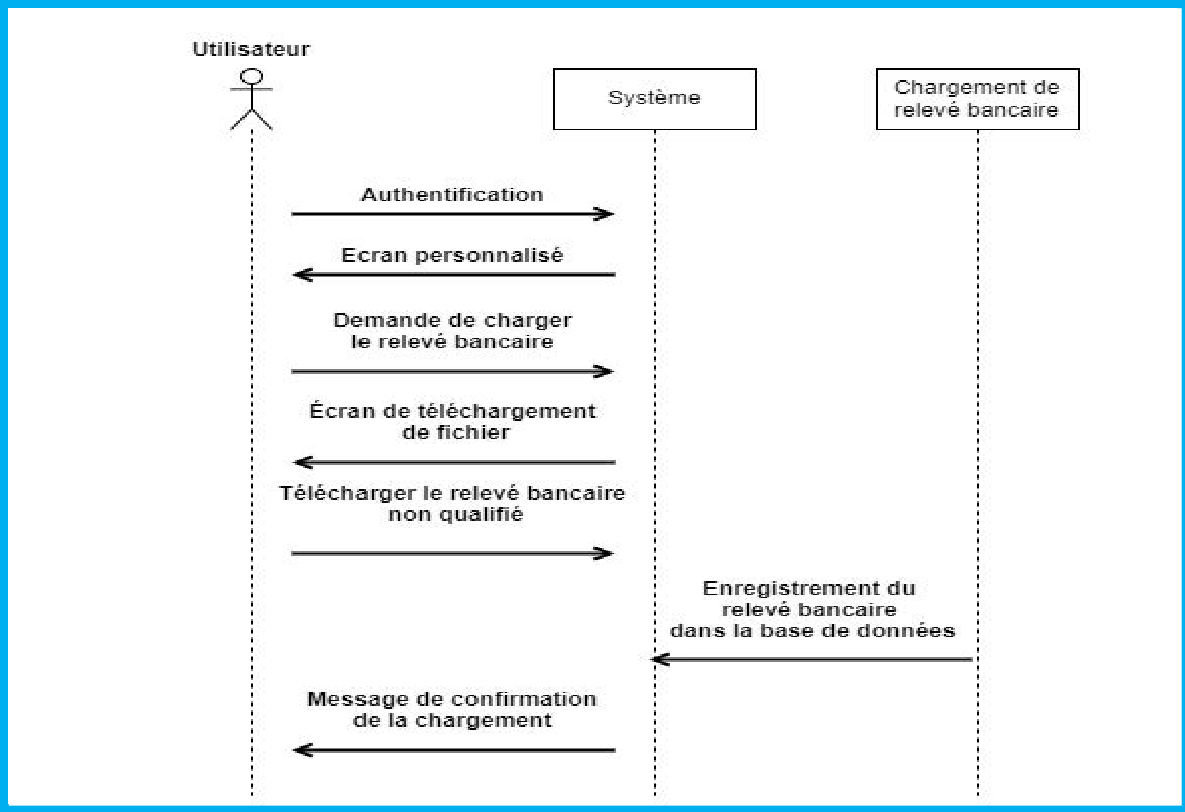 Utilisateur
Système
Chargement de
relevé bancaire
Authentification
Ecran personnalisé
Demande de charger
le relevé bancaire
Écran de téléchargement
de fichier
Télécharger le relevé bancaire
non qualifié
Enregistrement du
relevé bancaire
dans la base de données
Message de confirmation
de la chargement